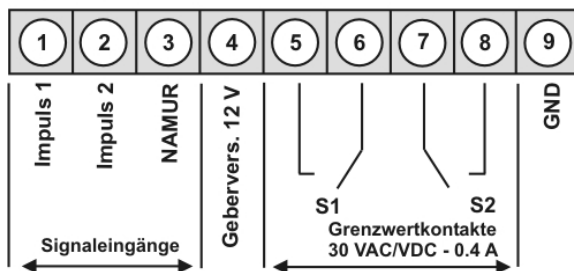 1 2 3 4 5 6 7 8 9
Impuls 1
Impuls 2
NAMUR
Gebervers. 12 V
GND
S1 S2
Signaleingänge
Grenzwertkontakte
30 VAC/VDC - 0.4 A